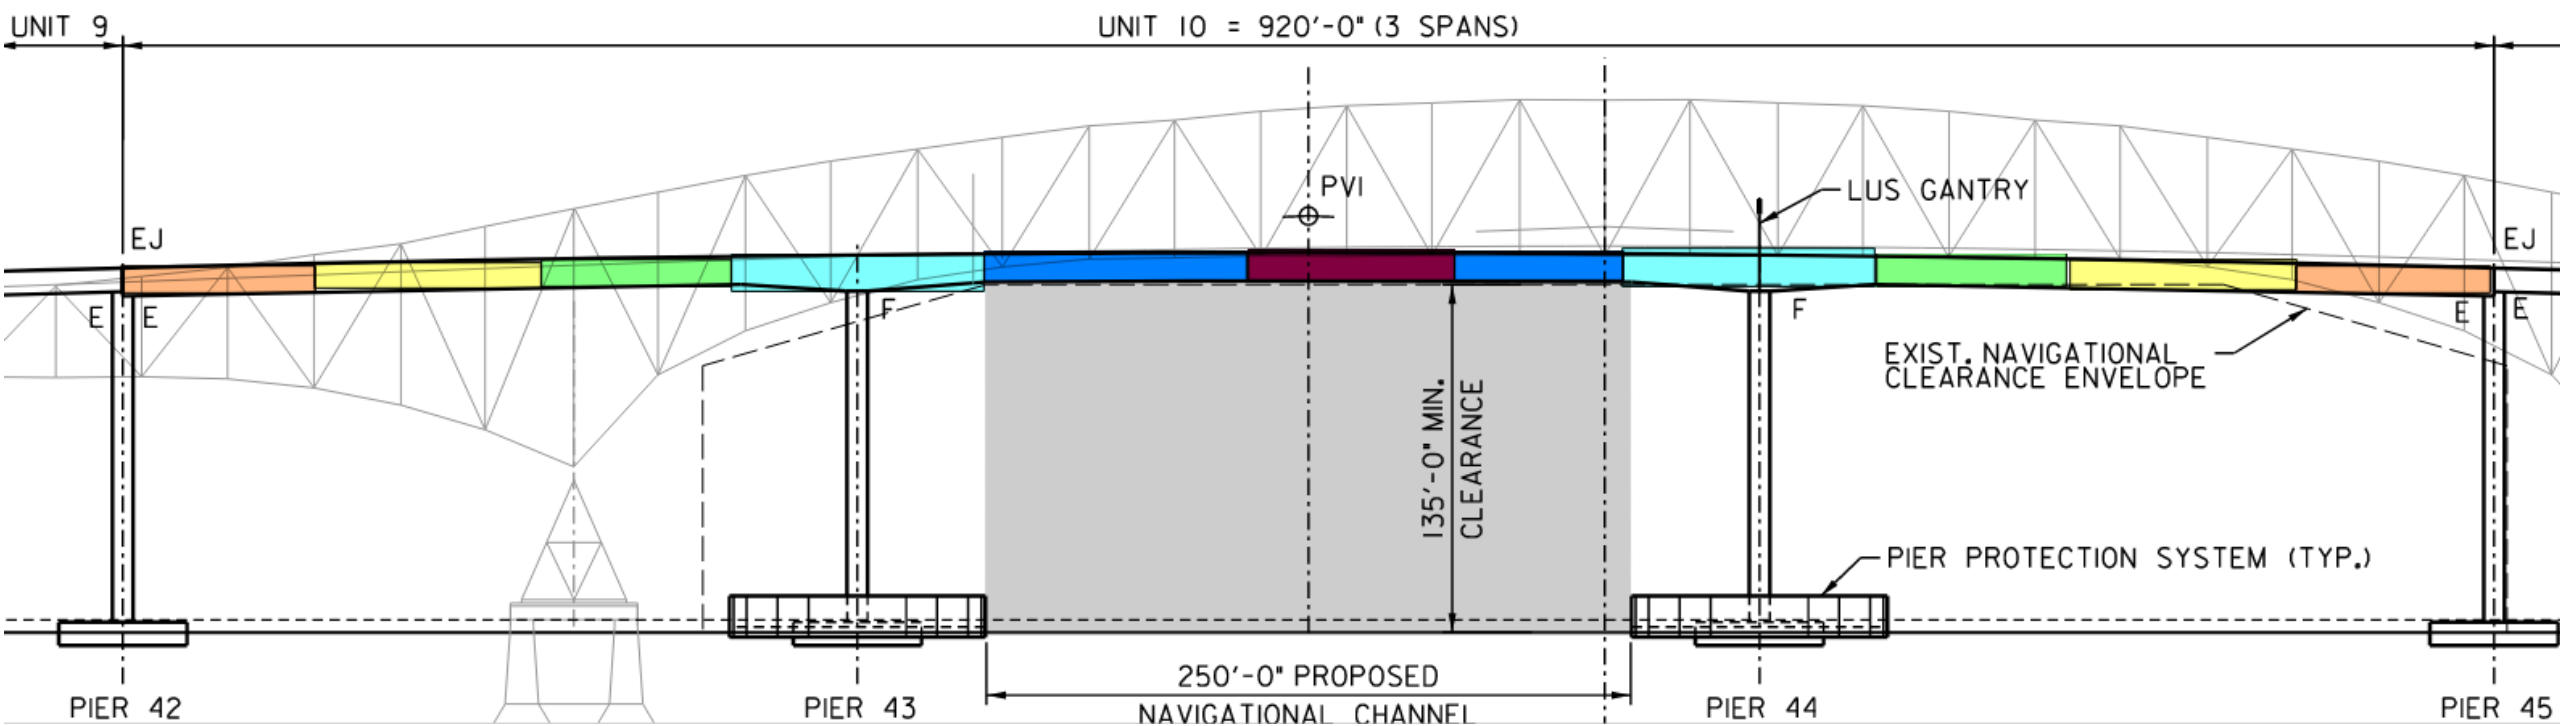 UNIT 9
UNIT 10 = 920'-0" (3 SPANS)
PVI
LUS GANTRY
EJ
EJ
E
E
F
F
E
E
EXIST. NAVIGATIONAL
CLEARANCE ENVELOPE
135'-0" MIN.
CLEARANCE
PIER PROTECTION SYSTEM (TYP.)
250'-0" PROPOSED
NAVIGATIONAL CHANNEL
PIER 42
PIER 43
PIER 44
PIER 45